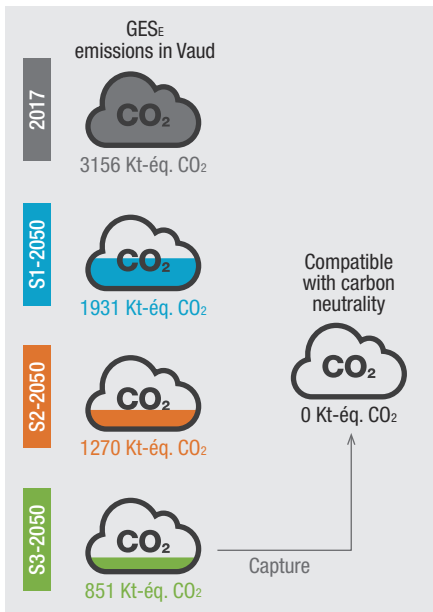 GESE
emissions in Vaud
2017
CO2
3156 Kt-éq. CO2
S1-2050
CO2
1931 Kt-éq. CO2
Compatible
with carbon
neutrality
CO2
0 Kt-éq. CO2
S2-2050
CO2
1270 Kt-éq. CO2
S3-2050
CO2
851 Kt-éq. CO2
Capture